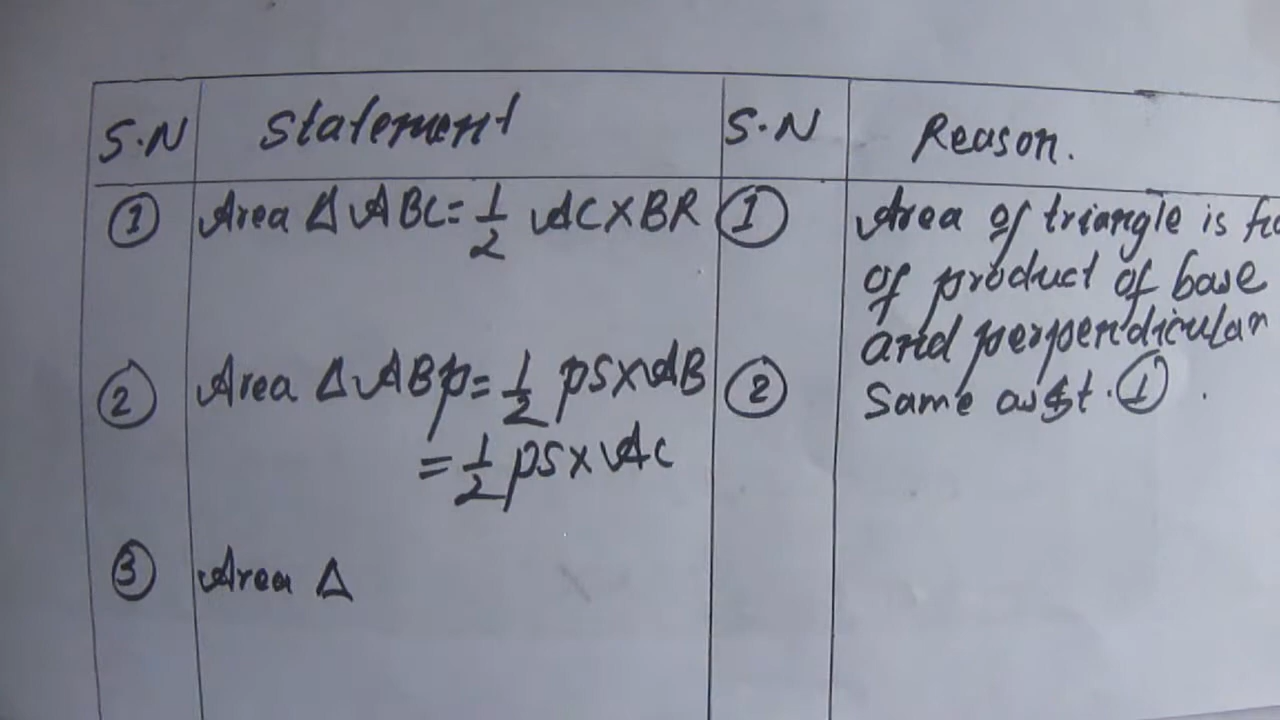 S.N Statement S.N Reason.
① Area Δ ABC = 1/2 AC×BR ① Area of triangle is
of product of base
and perpendicular
② Area Δ ABP = 1/2 PS×AB ② Same as st. ① .
= 1/2 PS×AC
③ Area Δ